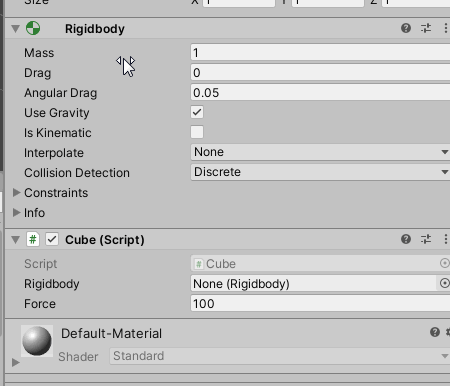 Size X 1 Y 1 Z 1
Rigidbody
Mass 1
Drag 0
Angular Drag 0.05
Use Gravity
Is Kinematic
Interpolate None
Collision Detection Discrete
Constraints
Info
# Cube (Script)
Script # Cube
Rigidbody None (Rigidbody)
Force 100
Default-Material
Shader Standard